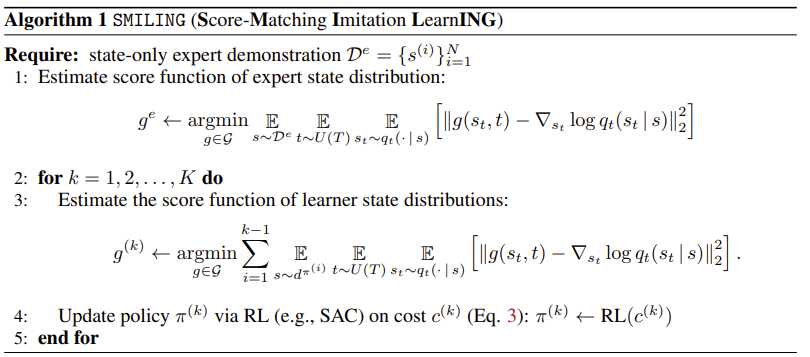 Algorithm 1 SMILING (Score-Matching Imitation LearnING)
Require: state-only expert demonstration $\mathcal{D}^e = \{s^{(i)}\}_{i=1}^N$
1: Estimate score function of expert state distribution:
$g^e \leftarrow \underset{g \in \mathcal{G}}{\operatorname{argmin}} \underset{s \sim \mathcal{D}^e}{\mathbb{E}} \underset{t \sim U(T)}{\mathbb{E}} \underset{s_t \sim q_t(\cdot \mid s)}{\mathbb{E}} \left[ \| g(s_t, t) - \nabla_{s_t} \log q_t(s_t \mid s) \|_2^2 \right]$
2: for $k = 1, 2, \ldots, K$ do
3: Estimate the score function of learner state distributions:
$g^{(k)} \leftarrow \underset{g \in \mathcal{G}}{\operatorname{argmin}} \sum_{i=1}^{k-1} \underset{s \sim d^{\pi^{(i)}}}{\mathbb{E}} \underset{t \sim U(T)}{\mathbb{E}} \underset{s_t \sim q_t(\cdot \mid s)}{\mathbb{E}} \left[ \| g(s_t, t) - \nabla_{s_t} \log q_t(s_t \mid s) \|_2^2 \right].$
4: Update policy $\pi^{(k)}$ via RL (e.g., SAC) on cost $c^{(k)}$ (Eq. 3): $\pi^{(k)} \leftarrow \mathrm{RL}(c^{(k)})$
5: end for